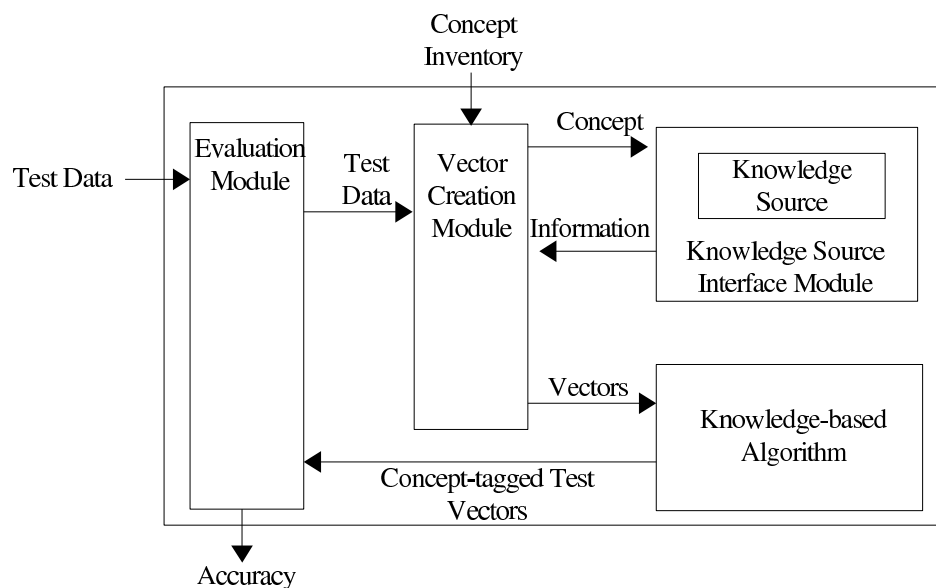 Concept
Inventory
Test Data
Evaluation
Module
Test
Data
Vector
Creation
Module
Concept
Information
Knowledge
Source
Knowledge Source
Interface Module
Vectors
Knowledge-based
Algorithm
Concept-tagged Test
Vectors
Accuracy